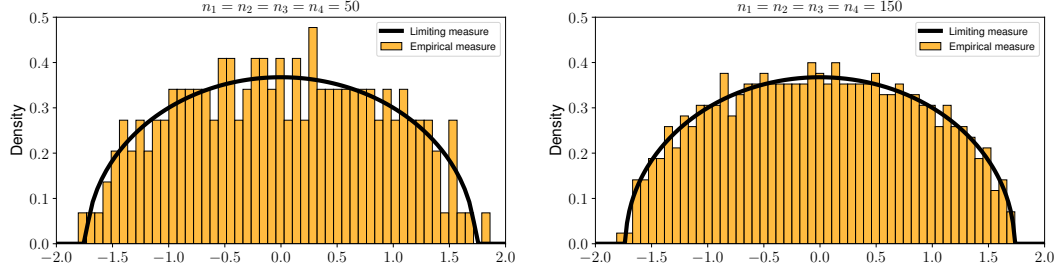 n₁ = n₂ = n₃ = n₄ = 50
0.5
0.4
0.3
0.2
0.1
0.0
Density
Limiting measure
Empirical measure
−2.0 −1.5 −1.0 −0.5 0.0 0.5 1.0 1.5 2.0
n₁ = n₂ = n₃ = n₄ = 150
0.5
0.4
0.3
0.2
0.1
0.0
Density
Limiting measure
Empirical measure
−2.0 −1.5 −1.0 −0.5 0.0 0.5 1.0 1.5 2.0